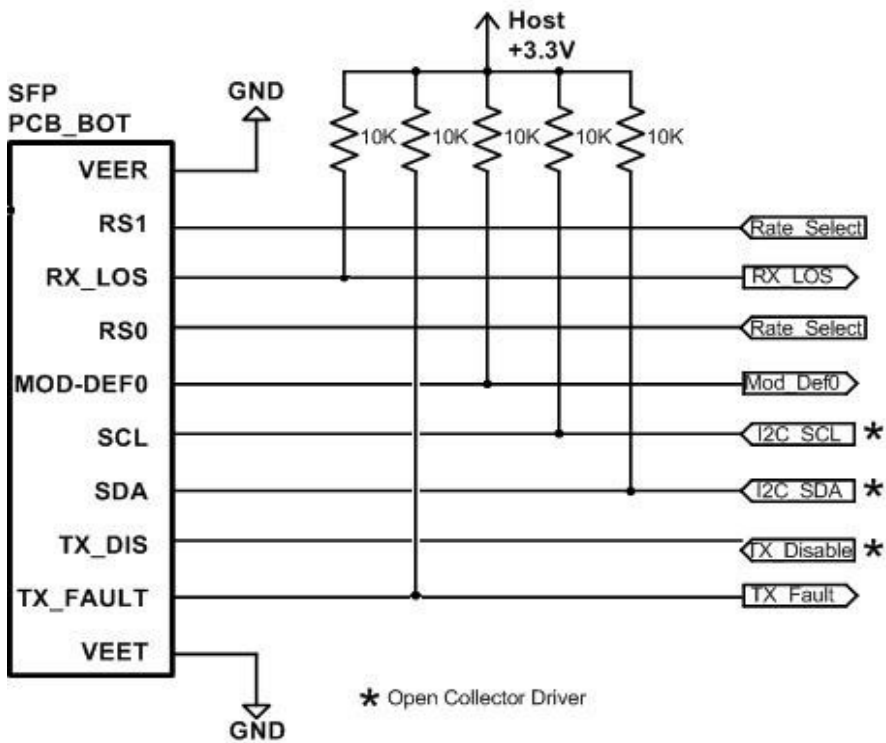 Host
+3.3V
SFP
PCB_BOT
GND
10K
10K
10K
10K
10K
VEER
RS1
Rate_Select
RX_LOS
RX_LOS
RS0
Rate_Select
MOD-DEF0
Mod_Def0
SCL
I2C_SCL *
SDA
I2C_SDA *
TX_DIS
TX_Disable *
TX_FAULT
TX_Fault
VEET
* Open Collector Driver
GND